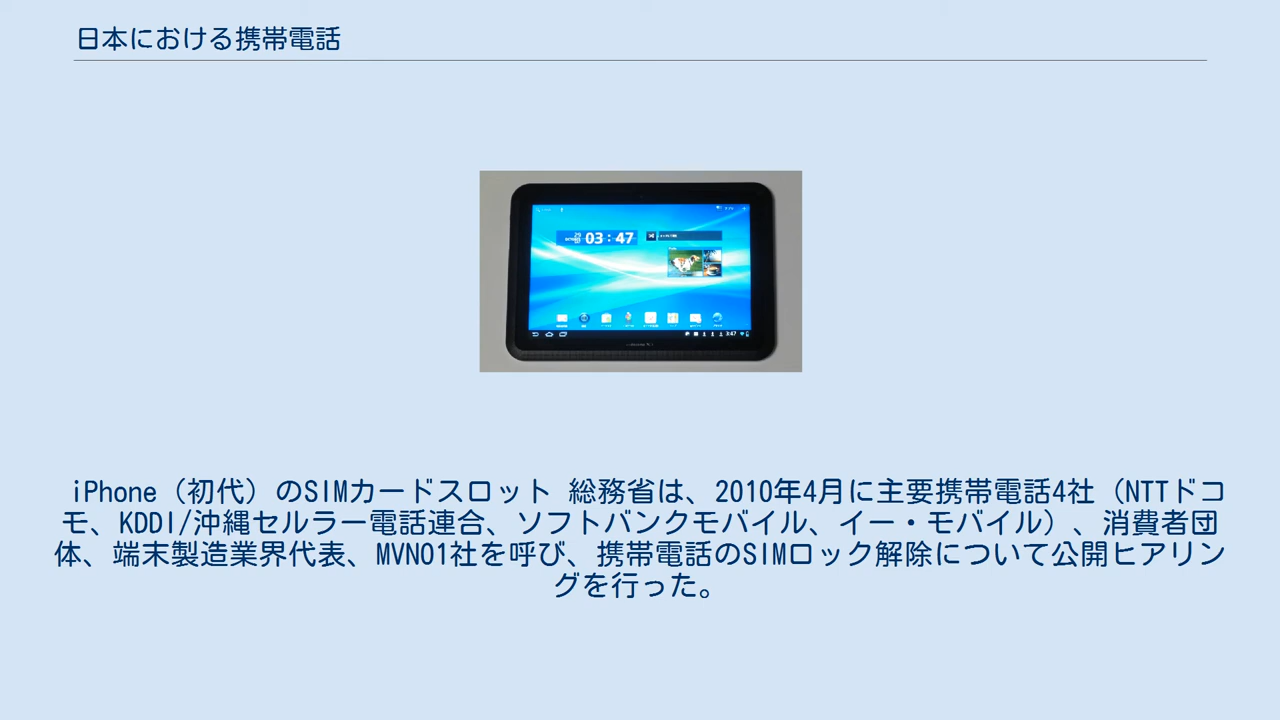 日本における携帯電話
03:47
3:47
iPhone（初代）のSIMカードスロット 総務省は、2010年4月に主要携帯電話4社（NTTドコ
モ、KDDI/沖縄セルラー電話連合、ソフトバンクモバイル、イー・モバイル）、消費者団
体、端末製造業界代表、MVNO1社を呼び、携帯電話のSIMロック解除について公開ヒアリン
グを行った。